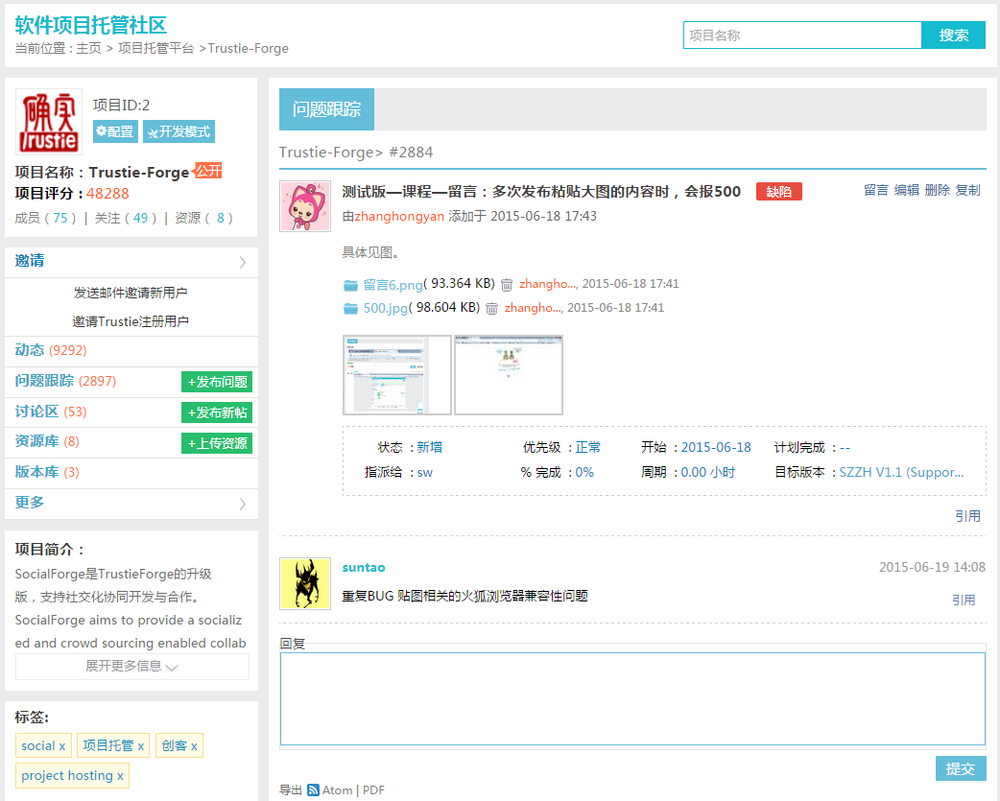 软件项目托管社区
当前位置 : 主页 > 项目托管平台 >Trustie-Forge
项目名称
搜索
确实
Trustie
项目ID:2
配置 开发模式
项目名称：Trustie-Forge 公开
项目评分：48288
成员 ( 75 ) | 关注 ( 49 ) | 资源 ( 8 )
邀请
发送邮件邀请新用户
邀请Trustie注册用户
动态 (9292)
问题跟踪 (2897) +发布问题
讨论区 (53) +发布新帖
资源库 (8) +上传资源
版本库 (3)
更多
项目简介：
SocialForge是TrustieForge的升级
版，支持社交化协同开发与合作。
SocialForge aims to provide a socializ
ed and crowd sourcing enabled collab
展开更多信息
标签:
social x 项目托管 x 创客 x
project hosting x
问题跟踪
Trustie-Forge> #2884
测试版—课程—留言：多次发布粘贴大图的内容时，会报500 缺陷
留言 编辑 删除 复制
由zhanghongyan 添加于 2015-06-18 17:43
具体见图。
留言6.png( 93.364 KB) zhangho..., 2015-06-18 17:41
500.jpg( 98.604 KB) zhangho..., 2015-06-18 17:41
状态 ：新增 优先级 ：正常 开始 ：2015-06-18 计划完成 ：--
指派给 ：sw % 完成 ：0% 周期 ：0.00 小时 目标版本 ：SZZH V1.1 (Suppor...
引用
suntao 2015-06-19 14:08
重复BUG 贴图相关的火狐浏览器兼容性问题
引用
回复
提交
导出 Atom | PDF